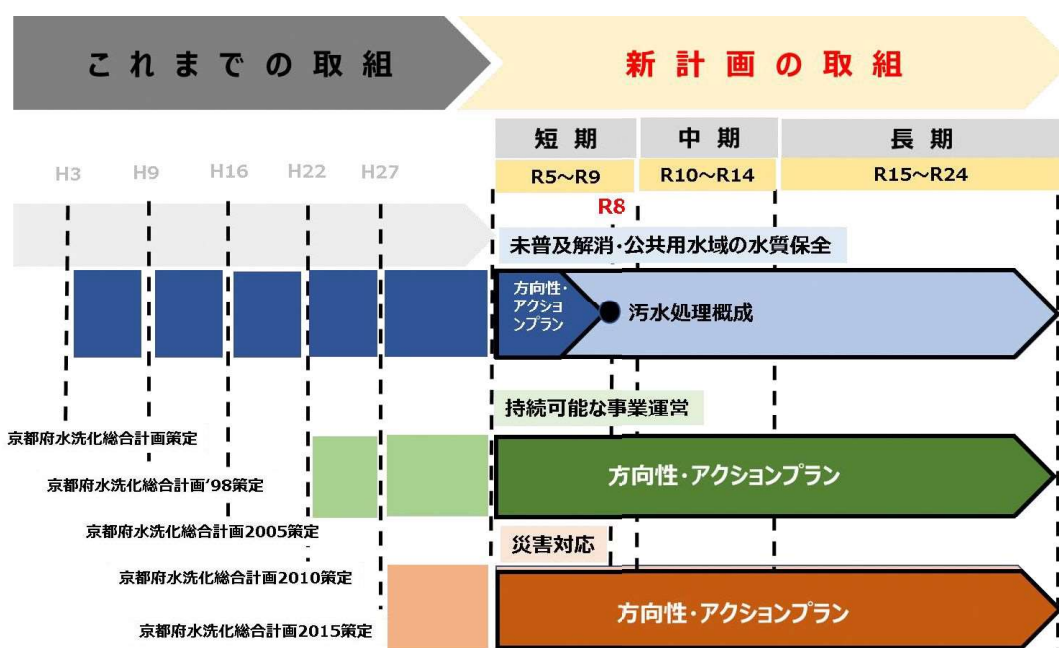 これまでの取組
新計画の取組
短期
中期
長期
H3
H9
H16
H22
H27
R5～R9
R10～R14
R15～R24
R8
未普及解消・公共用水域の水質保全
方向性・
アクショ
ンプラン
汚水処理概成
持続可能な事業運営
京都府水洗化総合計画策定
方向性・アクションプラン
京都府水洗化総合計画'98策定
京都府水洗化総合計画2005策定
災害対応
京都府水洗化総合計画2010策定
方向性・アクションプラン
京都府水洗化総合計画2015策定